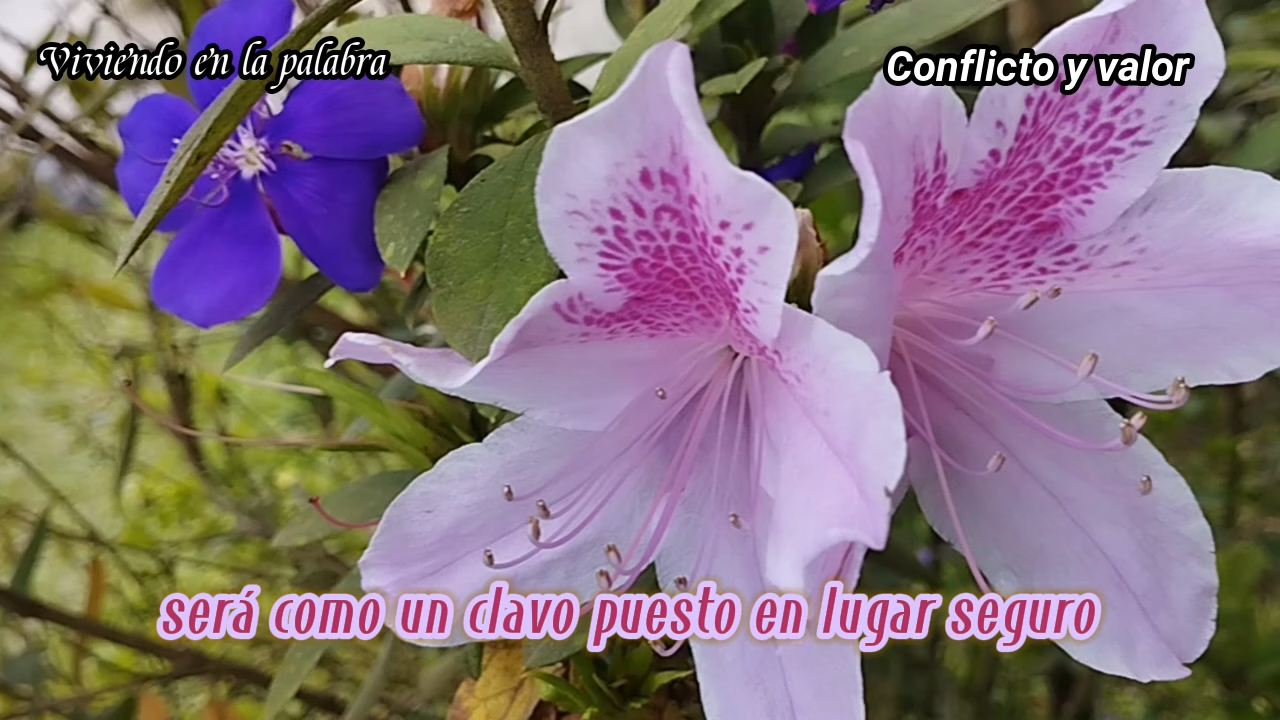 Viviendo en la palabra
Conflicto y valor
será como un clavo puesto en lugar seguro